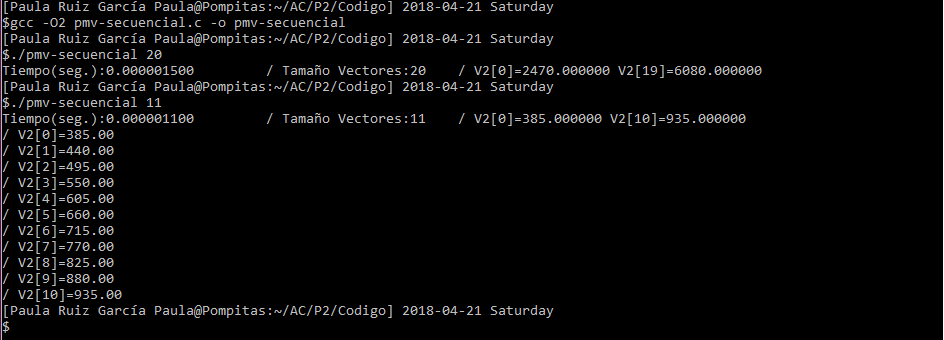 [Paula Ruiz García Paula@Pompitas:~/AC/P2/Codigo] 2018-04-21 Saturday
$gcc -O2 pmv-secuencial.c -o pmv-secuencial
[Paula Ruiz García Paula@Pompitas:~/AC/P2/Codigo] 2018-04-21 Saturday
$./pmv-secuencial 20
Tiempo(seg.):0.000001500         / Tamaño Vectores:20    / V2[0]=2470.000000 V2[19]=6080.000000
[Paula Ruiz García Paula@Pompitas:~/AC/P2/Codigo] 2018-04-21 Saturday
$./pmv-secuencial 11
Tiempo(seg.):0.000001100         / Tamaño Vectores:11    / V2[0]=385.000000 V2[10]=935.000000
/ V2[0]=385.00
/ V2[1]=440.00
/ V2[2]=495.00
/ V2[3]=550.00
/ V2[4]=605.00
/ V2[5]=660.00
/ V2[6]=715.00
/ V2[7]=770.00
/ V2[8]=825.00
/ V2[9]=880.00
/ V2[10]=935.00
[Paula Ruiz García Paula@Pompitas:~/AC/P2/Codigo] 2018-04-21 Saturday
$